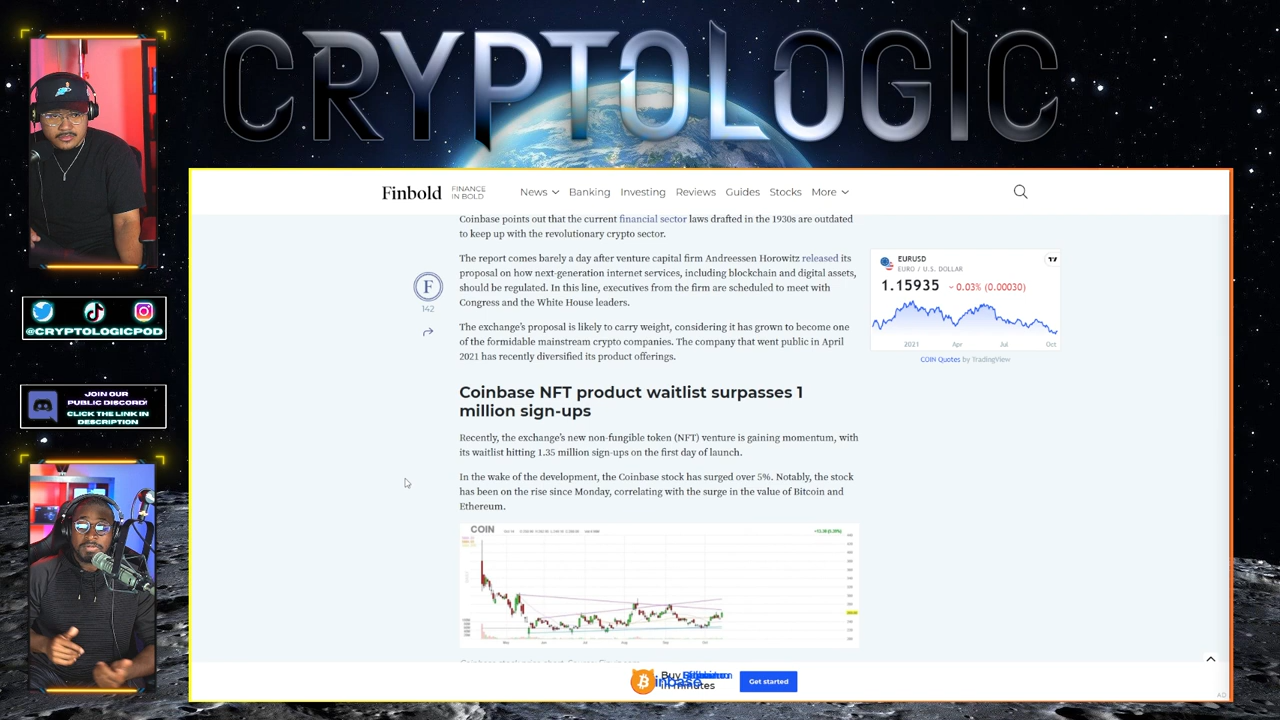 CRYPTOLOGIC
@CRYPTOLOGICPOD
JOIN OUR
PUBLIC DISCORD!
CLICK THE LINK IN
DESCRIPTION
Finbold
FINANCE
IN BOLD
News
Banking
Investing
Reviews
Guides
Stocks
More
Coinbase points out that the current financial sector laws drafted in the 1930s are outdated
to keep up with the revolutionary crypto sector.
The report comes barely a day after venture capital firm Andreessen Horowitz released its
proposal on how next-generation internet services, including blockchain and digital assets,
should be regulated. In this line, executives from the firm are scheduled to meet with
Congress and the White House leaders.
F
142
The exchange's proposal is likely to carry weight, considering it has grown to become one
of the formidable mainstream crypto companies. The company that went public in April
2021 has recently diversified its product offerings.
Coinbase NFT product waitlist surpasses 1
million sign-ups
Recently, the exchange's new non-fungible token (NFT) venture is gaining momentum, with
its waitlist hitting 1.35 million sign-ups on the first day of launch.
In the wake of the development, the Coinbase stock has surged over 5%. Notably, the stock
has been on the rise since Monday, correlating with the surge in the value of Bitcoin and
Ethereum.
COIN
EURUSD
EURO / U.S. DOLLAR
1.15935 -0.03% (0.00030)
2021 Apr Jul Oct
COIN Quotes by TradingView
Buy
in minutes
Get started
AD